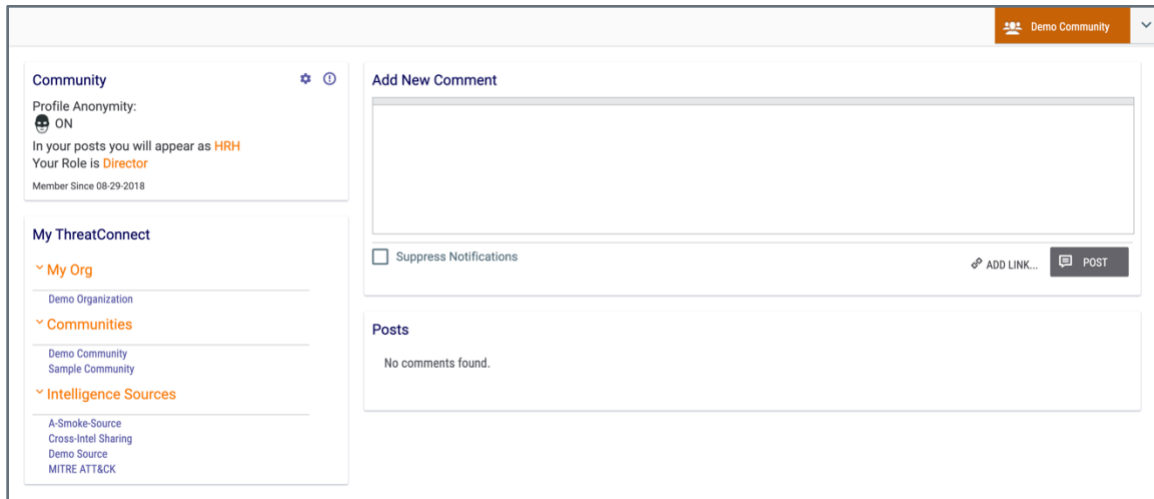 Demo Community
Community
Profile Anonymity:
ON
In your posts you will appear as HRH
Your Role is Director
Member Since 08-29-2018
My ThreatConnect
My Org
Demo Organization
Communities
Demo Community
Sample Community
Intelligence Sources
A-Smoke-Source
Cross-Intel Sharing
Demo Source
MITRE ATT&CK
Add New Comment
Suppress Notifications
ADD LINK...
POST
Posts
No comments found.